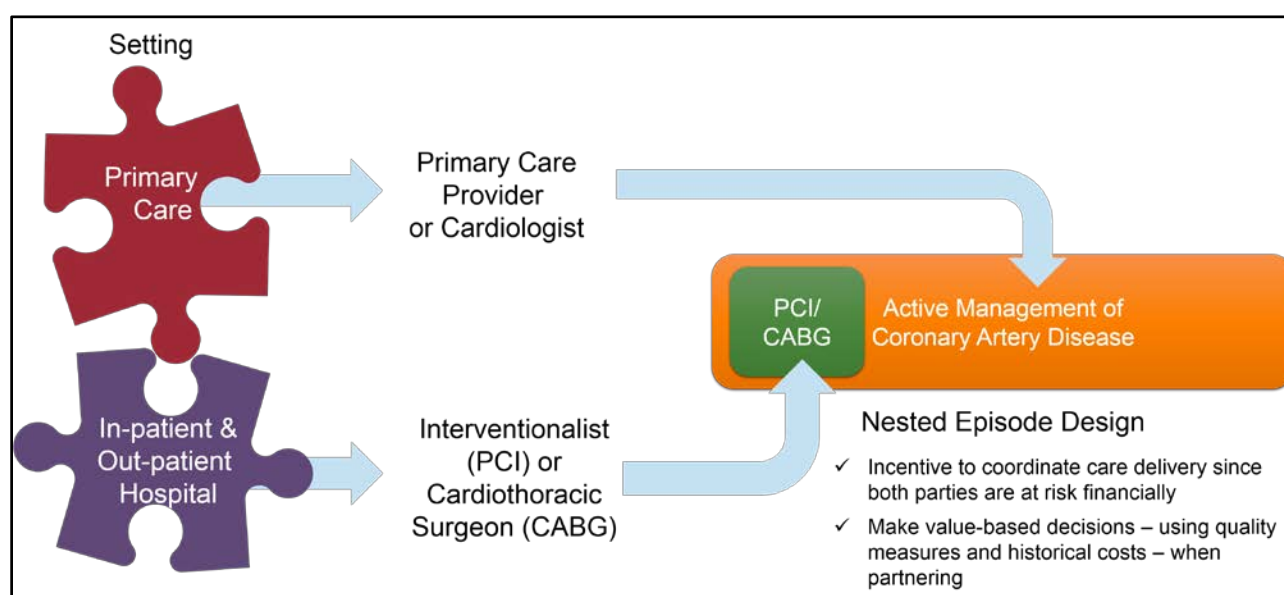 Setting
Primary
Care
Primary Care
Provider
or Cardiologist
PCI/
CABG
Active Management of
Coronary Artery Disease
In-patient &
Out-patient
Hospital
Interventionalist
(PCI) or
Cardiothoracic
Surgeon (CABG)
Nested Episode Design
✓ Incentive to coordinate care delivery since
both parties are at risk financially
✓ Make value-based decisions – using quality
measures and historical costs – when
partnering